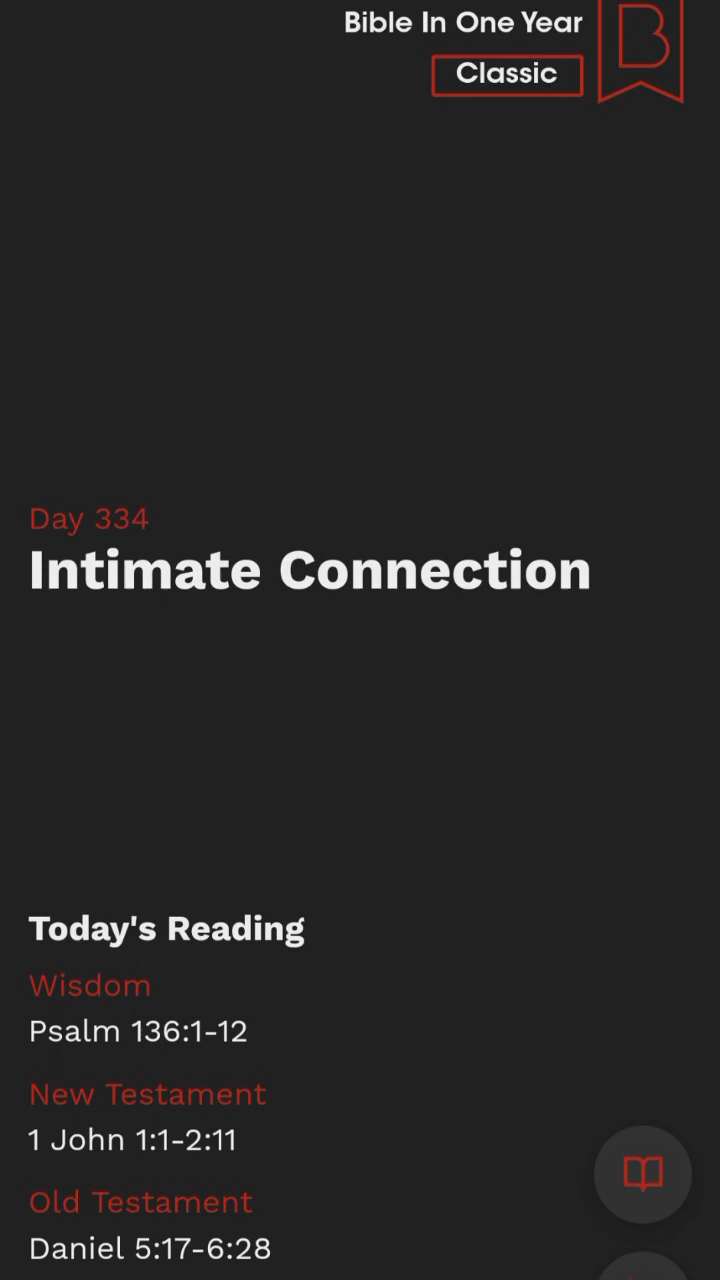 Bible In One Year
Classic
B
Day 334
Intimate Connection
Today's Reading
Wisdom
Psalm 136:1-12
New Testament
1 John 1:1-2:11
Old Testament
Daniel 5:17-6:28